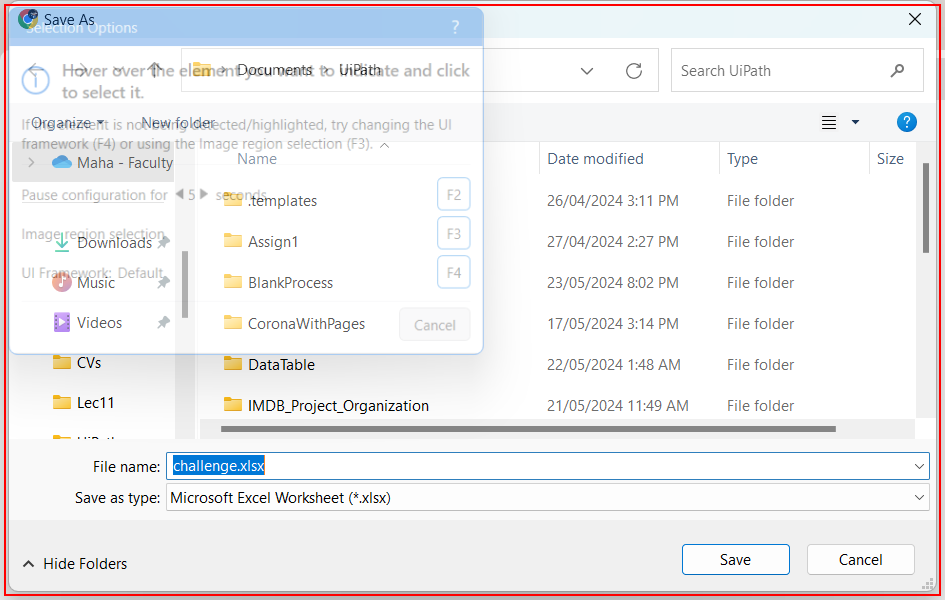 Save As
Selection Options
?
Hover over the element you want to indicate and click
to select it.
Documents
UiPath
Search UiPath
If the element is not being detected/highlighted, try changing the UI
framework (F4) or using the Image region selection (F3).
Organize
New folder
?
Maha - Faculty
Name
Date modified
Type
Size
Pause configuration for
5
seconds
F2
.templates
26/04/2024 3:11 PM
File folder
Image region selection
F3
Downloads
Assign1
27/04/2024 2:27 PM
File folder
UI Framework: Default
F4
Music
BlankProcess
23/05/2024 8:02 PM
File folder
Videos
CoronaWithPages
17/05/2024 3:14 PM
File folder
Cancel
CVs
DataTable
22/05/2024 1:48 AM
File folder
Lec11
IMDB_Project_Organization
21/05/2024 11:49 AM
File folder
File name:
challenge.xlsx
Save as type:
Microsoft Excel Worksheet (*.xlsx)
Hide Folders
Save
Cancel